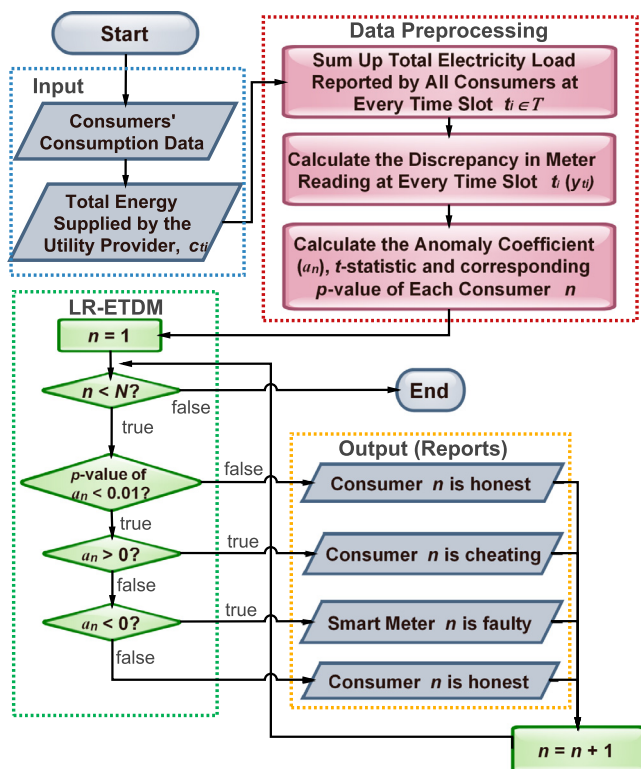 Start
Input
Consumers'
Consumption Data
Total Energy
Supplied by the
Utility Provider, cti
Data Preprocessing
Sum Up Total Electricity Load
Reported by All Consumers at
Every Time Slot ti ∈ T
Calculate the Discrepancy in Meter
Reading at Every Time Slot ti (yti)
Calculate the Anomaly Coefficient
(an), t-statistic and corresponding
p-value of Each Consumer n
LR-ETDM
n = 1
n < N?
false
End
true
p-value of
an < 0.01?
false
true
an > 0?
true
false
an < 0?
true
false
Output (Reports)
Consumer n is honest
Consumer n is cheating
Smart Meter n is faulty
Consumer n is honest
n = n + 1